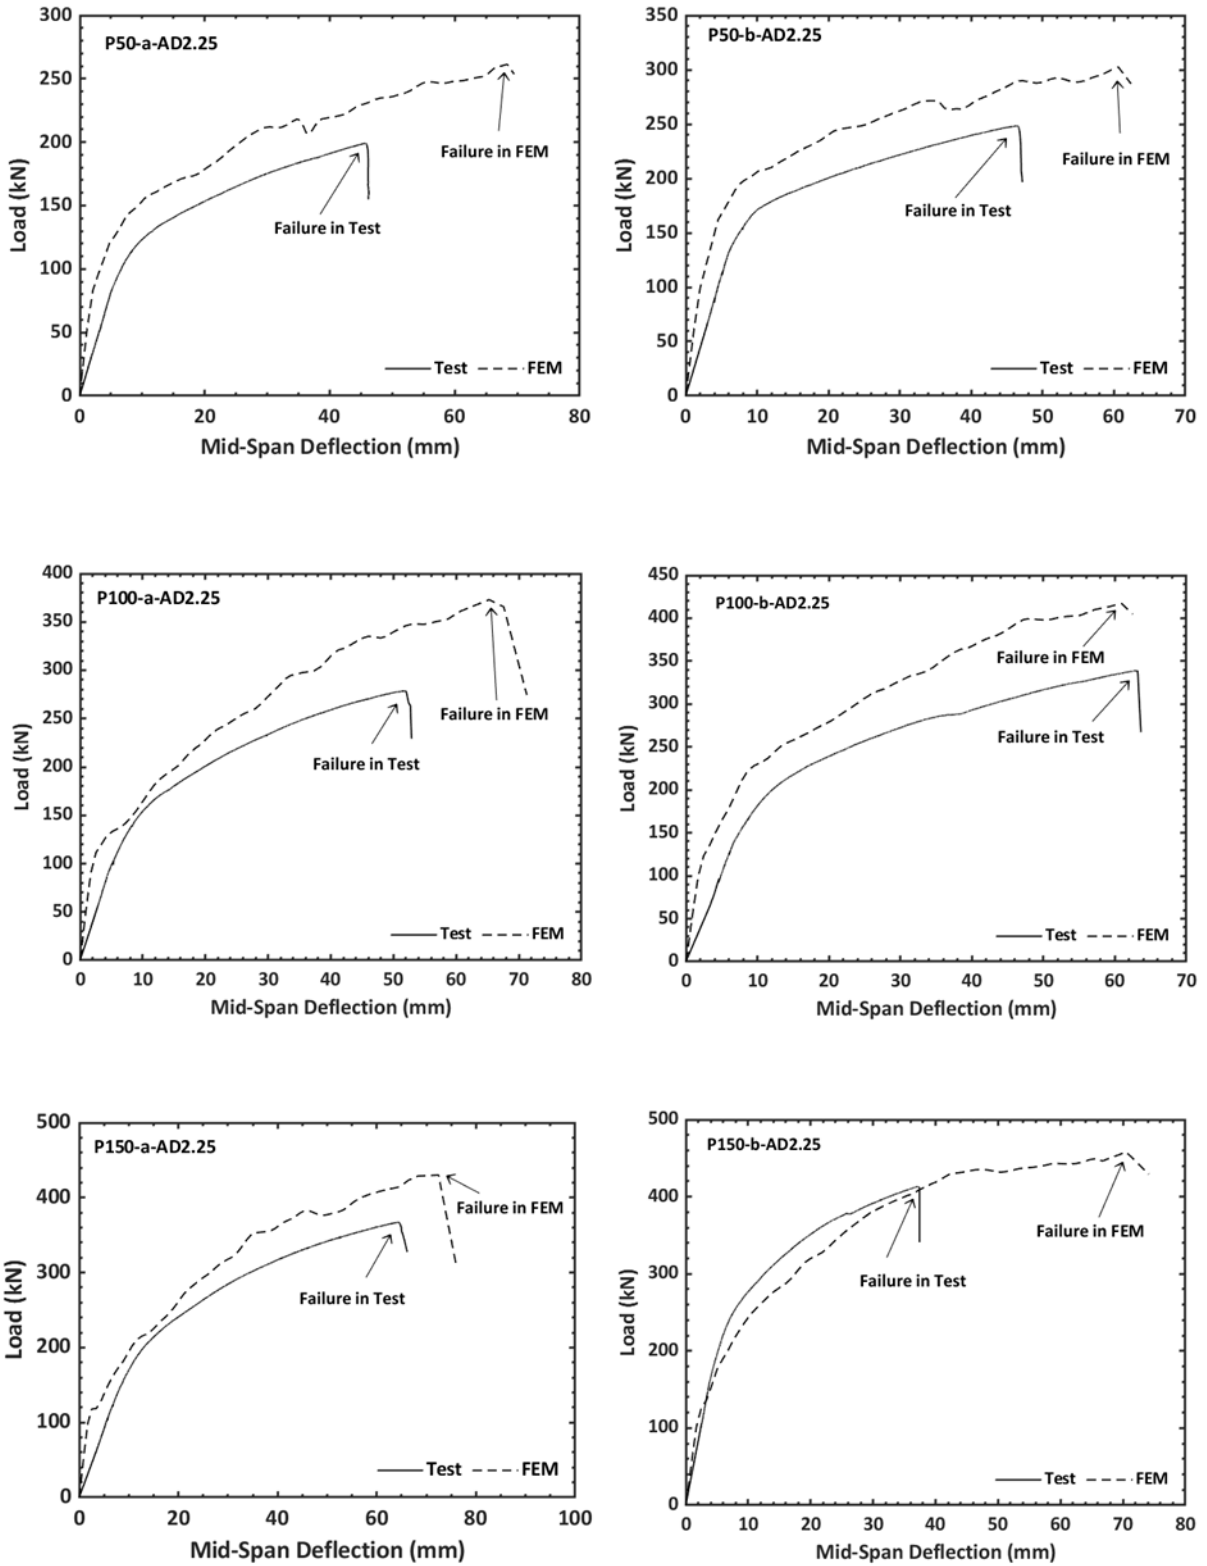 P50-a-AD2.25
300
250
200
150
100
50
0
Load (kN)
Failure in FEM
Failure in Test
Test
FEM
0 20 40 60 80
Mid-Span Deflection (mm)
P50-b-AD2.25
350
300
250
200
150
100
50
0
Load (kN)
Failure in FEM
Failure in Test
Test
FEM
0 10 20 30 40 50 60 70
Mid-Span Deflection (mm)
P100-a-AD2.25
400
350
300
250
200
150
100
50
0
Load (kN)
Failure in FEM
Failure in Test
Test
FEM
0 10 20 30 40 50 60 70 80
Mid-Span Deflection (mm)
P100-b-AD2.25
450
400
350
300
250
200
150
100
50
0
Load (kN)
Failure in FEM
Failure in Test
Test
FEM
0 10 20 30 40 50 60 70
Mid-Span Deflection (mm)
P150-a-AD2.25
500
400
300
200
100
0
Load (kN)
Failure in FEM
Failure in Test
Test
FEM
0 20 40 60 80 100
Mid-Span Deflection (mm)
P150-b-AD2.25
500
400
300
200
100
0
Load (kN)
Failure in FEM
Failure in Test
Test
FEM
0 10 20 30 40 50 60 70 80
Mid-Span Deflection (mm)